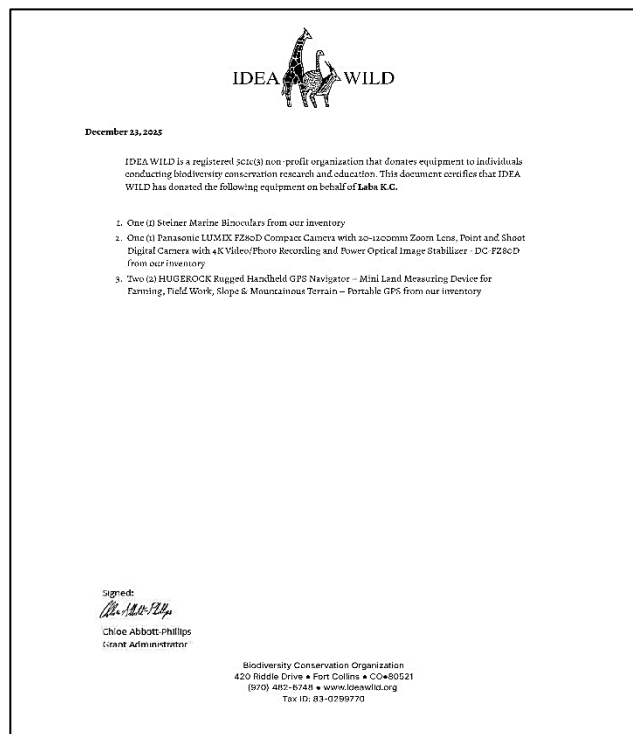 IDEA WILD
December 23, 2025
IDEA WILD is a registered 501c(3) non-profit organization that donates equipment to individuals
conducting biodiversity conservation research and education. This document certifies that IDEA
WILD has donated the following equipment on behalf of Laba K.C.
1. One (1) Steiner Marine Binoculars from our inventory
2. One (1) Panasonic LUMIX FZ80D Compact Camera with 20-1200mm Zoom Lens, Point and Shoot
Digital Camera with 4K Video/Photo Recording and Power Optical Image Stabilizer - DC-FZ80D
from our inventory
3. Two (2) HUGEROCK Rugged Handheld GPS Navigator – Mini Land Measuring Device for
Farming, Field Work, Slope & Mountainous Terrain – Portable GPS from our inventory
Signed:
Chloe Abbott-Phillips
Chloe Abbott-Phillips
Grant Administrator
Biodiversity Conservation Organization
420 Riddle Drive • Fort Collins • CO•80521
(970) 482-6748 • www.ideawild.org
Tax ID: 83-0299770